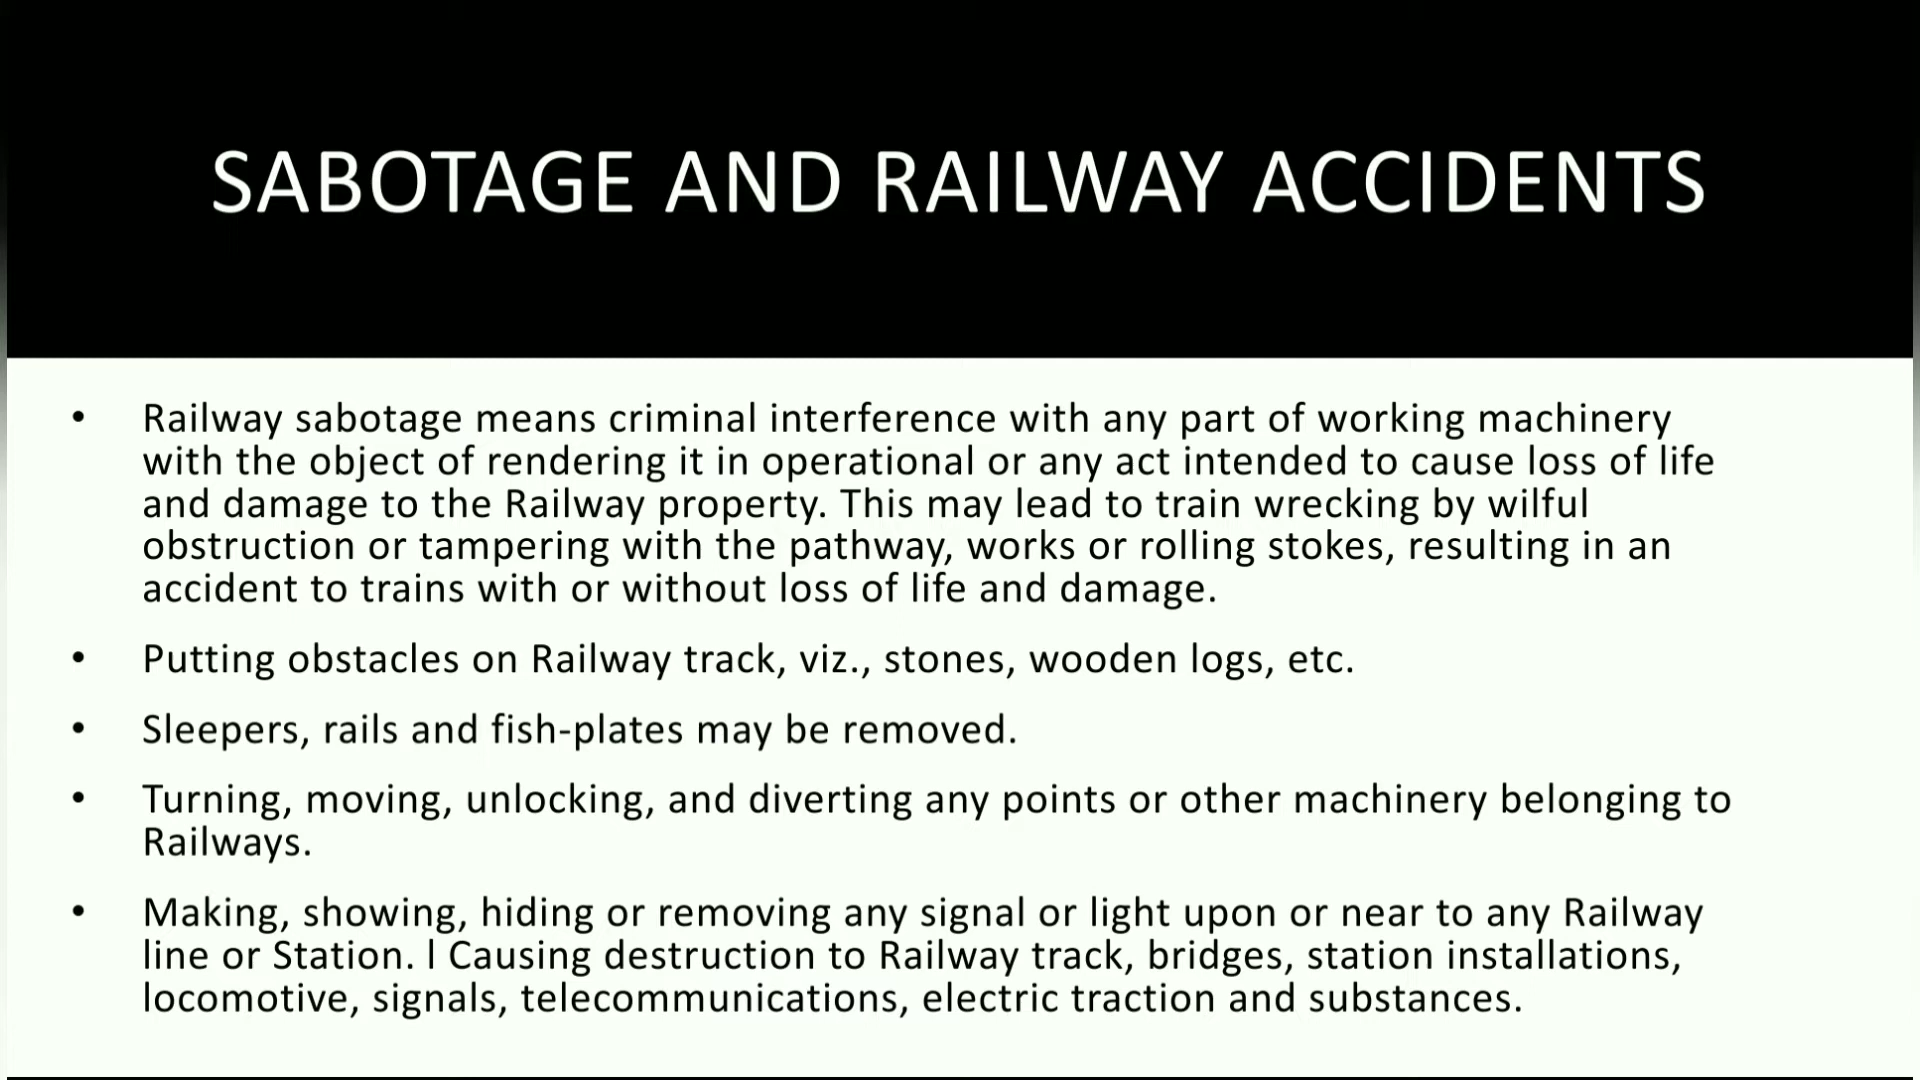 SABOTAGE AND RAILWAY ACCIDENTS
• Railway sabotage means criminal interference with any part of working machinery
with the object of rendering it in operational or any act intended to cause loss of life
and damage to the Railway property. This may lead to train wrecking by wilful
obstruction or tampering with the pathway, works or rolling stokes, resulting in an
accident to trains with or without loss of life and damage.
• Putting obstacles on Railway track, viz., stones, wooden logs, etc.
• Sleepers, rails and fish-plates may be removed.
• Turning, moving, unlocking, and diverting any points or other machinery belonging to
Railways.
• Making, showing, hiding or removing any signal or light upon or near to any Railway
line or Station. l Causing destruction to Railway track, bridges, station installations,
locomotive, signals, telecommunications, electric traction and substances.